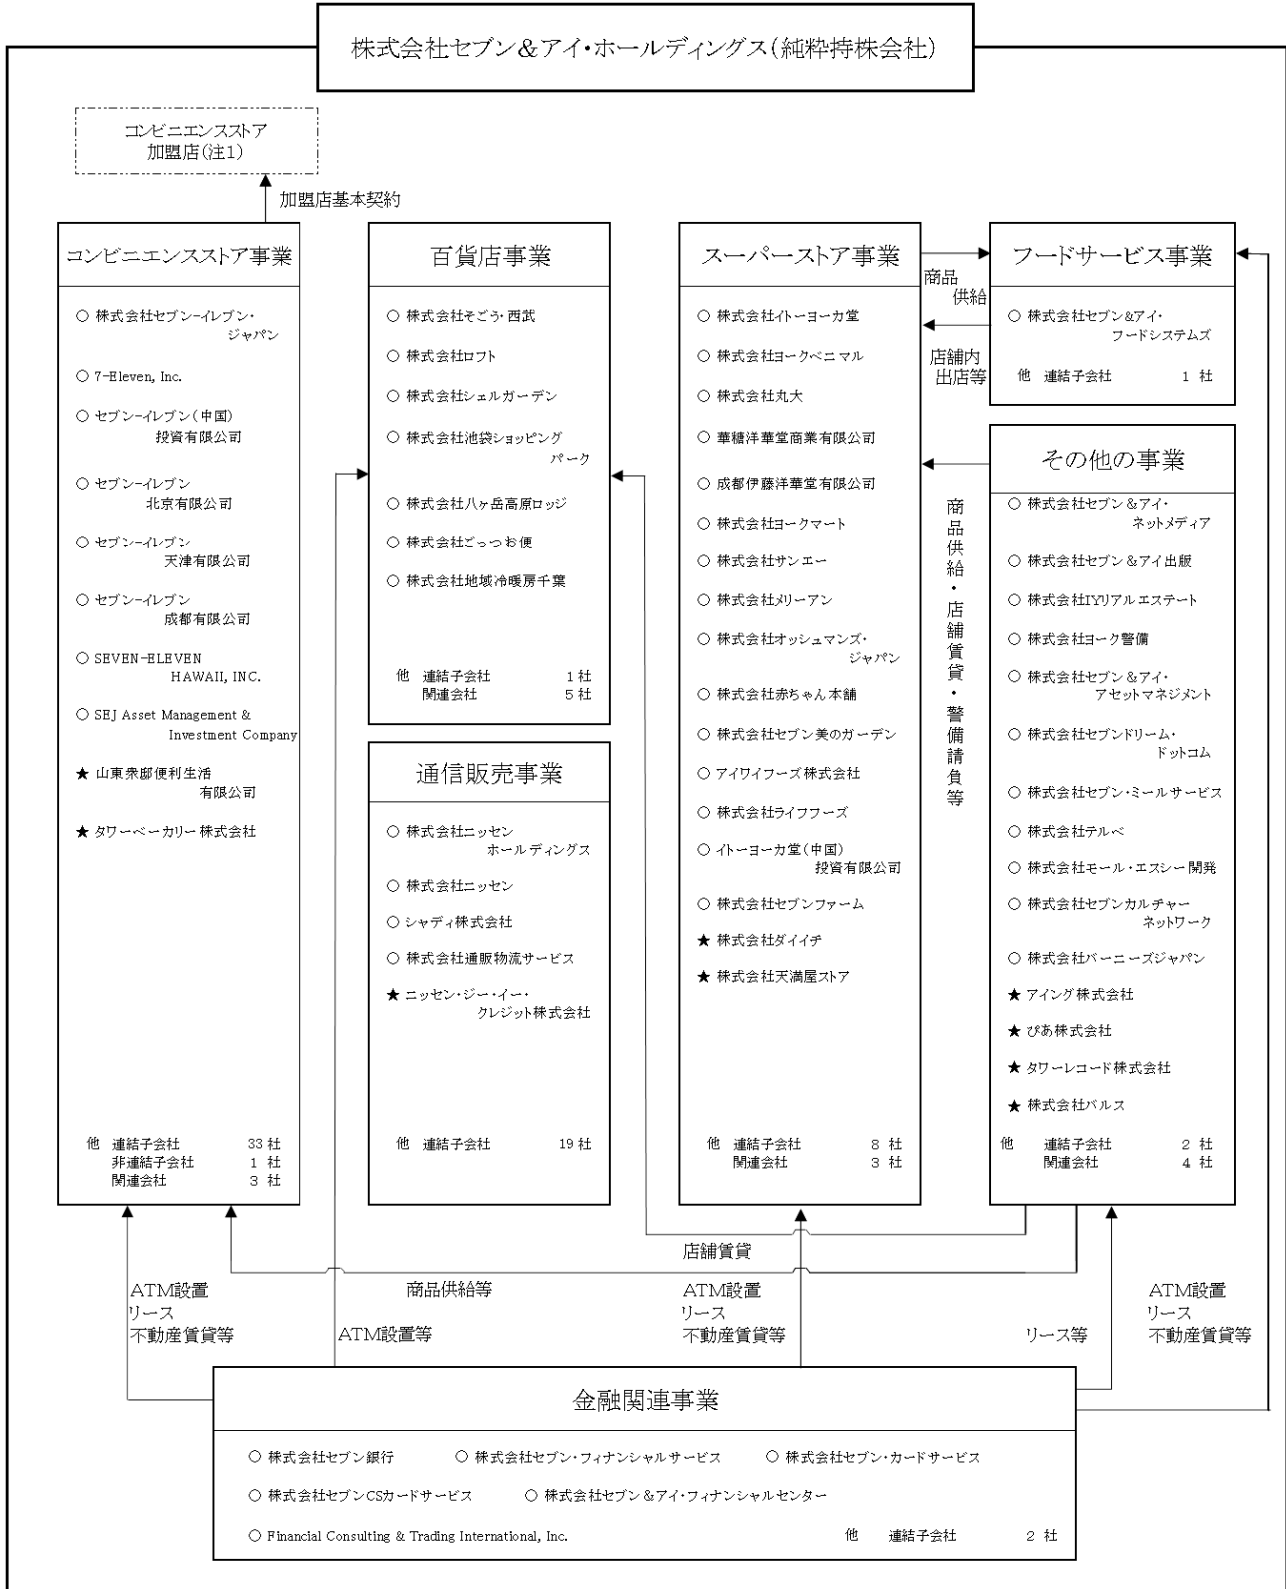 株式会社セブン&アイ・ホールディングス(純粋持株会社)
コンビニエンスストア
加盟店(注1)
加盟店基本契約
コンビニエンスストア事業
○ 株式会社セブン-イレブン・
ジャパン
○ 7-Eleven, Inc.
○ セブン-イレブン(中国)
投資有限公司
○ セブン-イレブン
北京有限公司
○ セブン-イレブン
天津有限公司
○ セブン-イレブン
成都有限公司
○ SEVEN-ELEVEN
HAWAII, INC.
○ SEJ Asset Management &
Investment Company
★ 山東衆邸便利生活
有限公司
★ タワーベーカリー株式会社
他 連結子会社 33 社
非連結子会社 1 社
関連会社 3 社
百貨店事業
○ 株式会社そごう・西武
○ 株式会社ロフト
○ 株式会社シェルガーデン
○ 株式会社池袋ショッピング
パーク
○ 株式会社八ヶ岳高原ロッジ
○ 株式会社ごっつお便
○ 株式会社地域冷暖房千葉
他 連結子会社 1 社
関連会社 5 社
通信販売事業
○ 株式会社ニッセン
ホールディングス
○ 株式会社ニッセン
○ シャディ株式会社
○ 株式会社通販物流サービス
★ ニッセン・ジー・イー・
クレジット株式会社
他 連結子会社 19 社
スーパーストア事業
○ 株式会社イトーヨーカ堂
○ 株式会社ヨークベニマル
○ 株式会社丸大
○ 華糖洋華堂商業有限公司
○ 成都伊藤洋華堂有限公司
○ 株式会社ヨークマート
○ 株式会社サンエー
○ 株式会社メリーアン
○ 株式会社オッシュマンズ・
ジャパン
○ 株式会社赤ちゃん本舗
○ 株式会社セブン美のガーデン
○ アイワイフーズ株式会社
○ 株式会社ライフフーズ
○ イトーヨーカ堂(中国)
投資有限公司
○ 株式会社セブンファーム
★ 株式会社ダイイチ
★ 株式会社天満屋ストア
他 連結子会社 8 社
関連会社 3 社
商品
供給
店舗内
出店等
商品供給・店舗賃貸・警備請負等
フードサービス事業
○ 株式会社セブン&アイ・
フードシステムズ
他 連結子会社 1 社
その他の事業
○ 株式会社セブン&アイ・
ネットメディア
○ 株式会社セブン&アイ出版
○ 株式会社IYリアルエステート
○ 株式会社ヨーク警備
○ 株式会社セブン&アイ・
アセットマネジメント
○ 株式会社セブンドリーム・
ドットコム
○ 株式会社セブン・ミールサービス
○ 株式会社テルベ
○ 株式会社モール・エスシー開発
○ 株式会社セブンカルチャー
ネットワーク
○ 株式会社バーニーズジャパン
★ アイング株式会社
★ ぴあ株式会社
★ タワーレコード株式会社
★ 株式会社バルス
他 連結子会社 2 社
関連会社 4 社
店舗賃貸
商品供給等
ATM設置
リース
不動産賃貸等
ATM設置等
ATM設置
リース
不動産賃貸等
リース等
ATM設置
リース
不動産賃貸等
金融関連事業
○ 株式会社セブン銀行 ○ 株式会社セブン・フィナンシャルサービス ○ 株式会社セブン・カードサービス
○ 株式会社セブンCSカードサービス ○ 株式会社セブン&アイ・フィナンシャルセンター
○ Financial Consulting & Trading International, Inc. 他 連結子会社 2 社